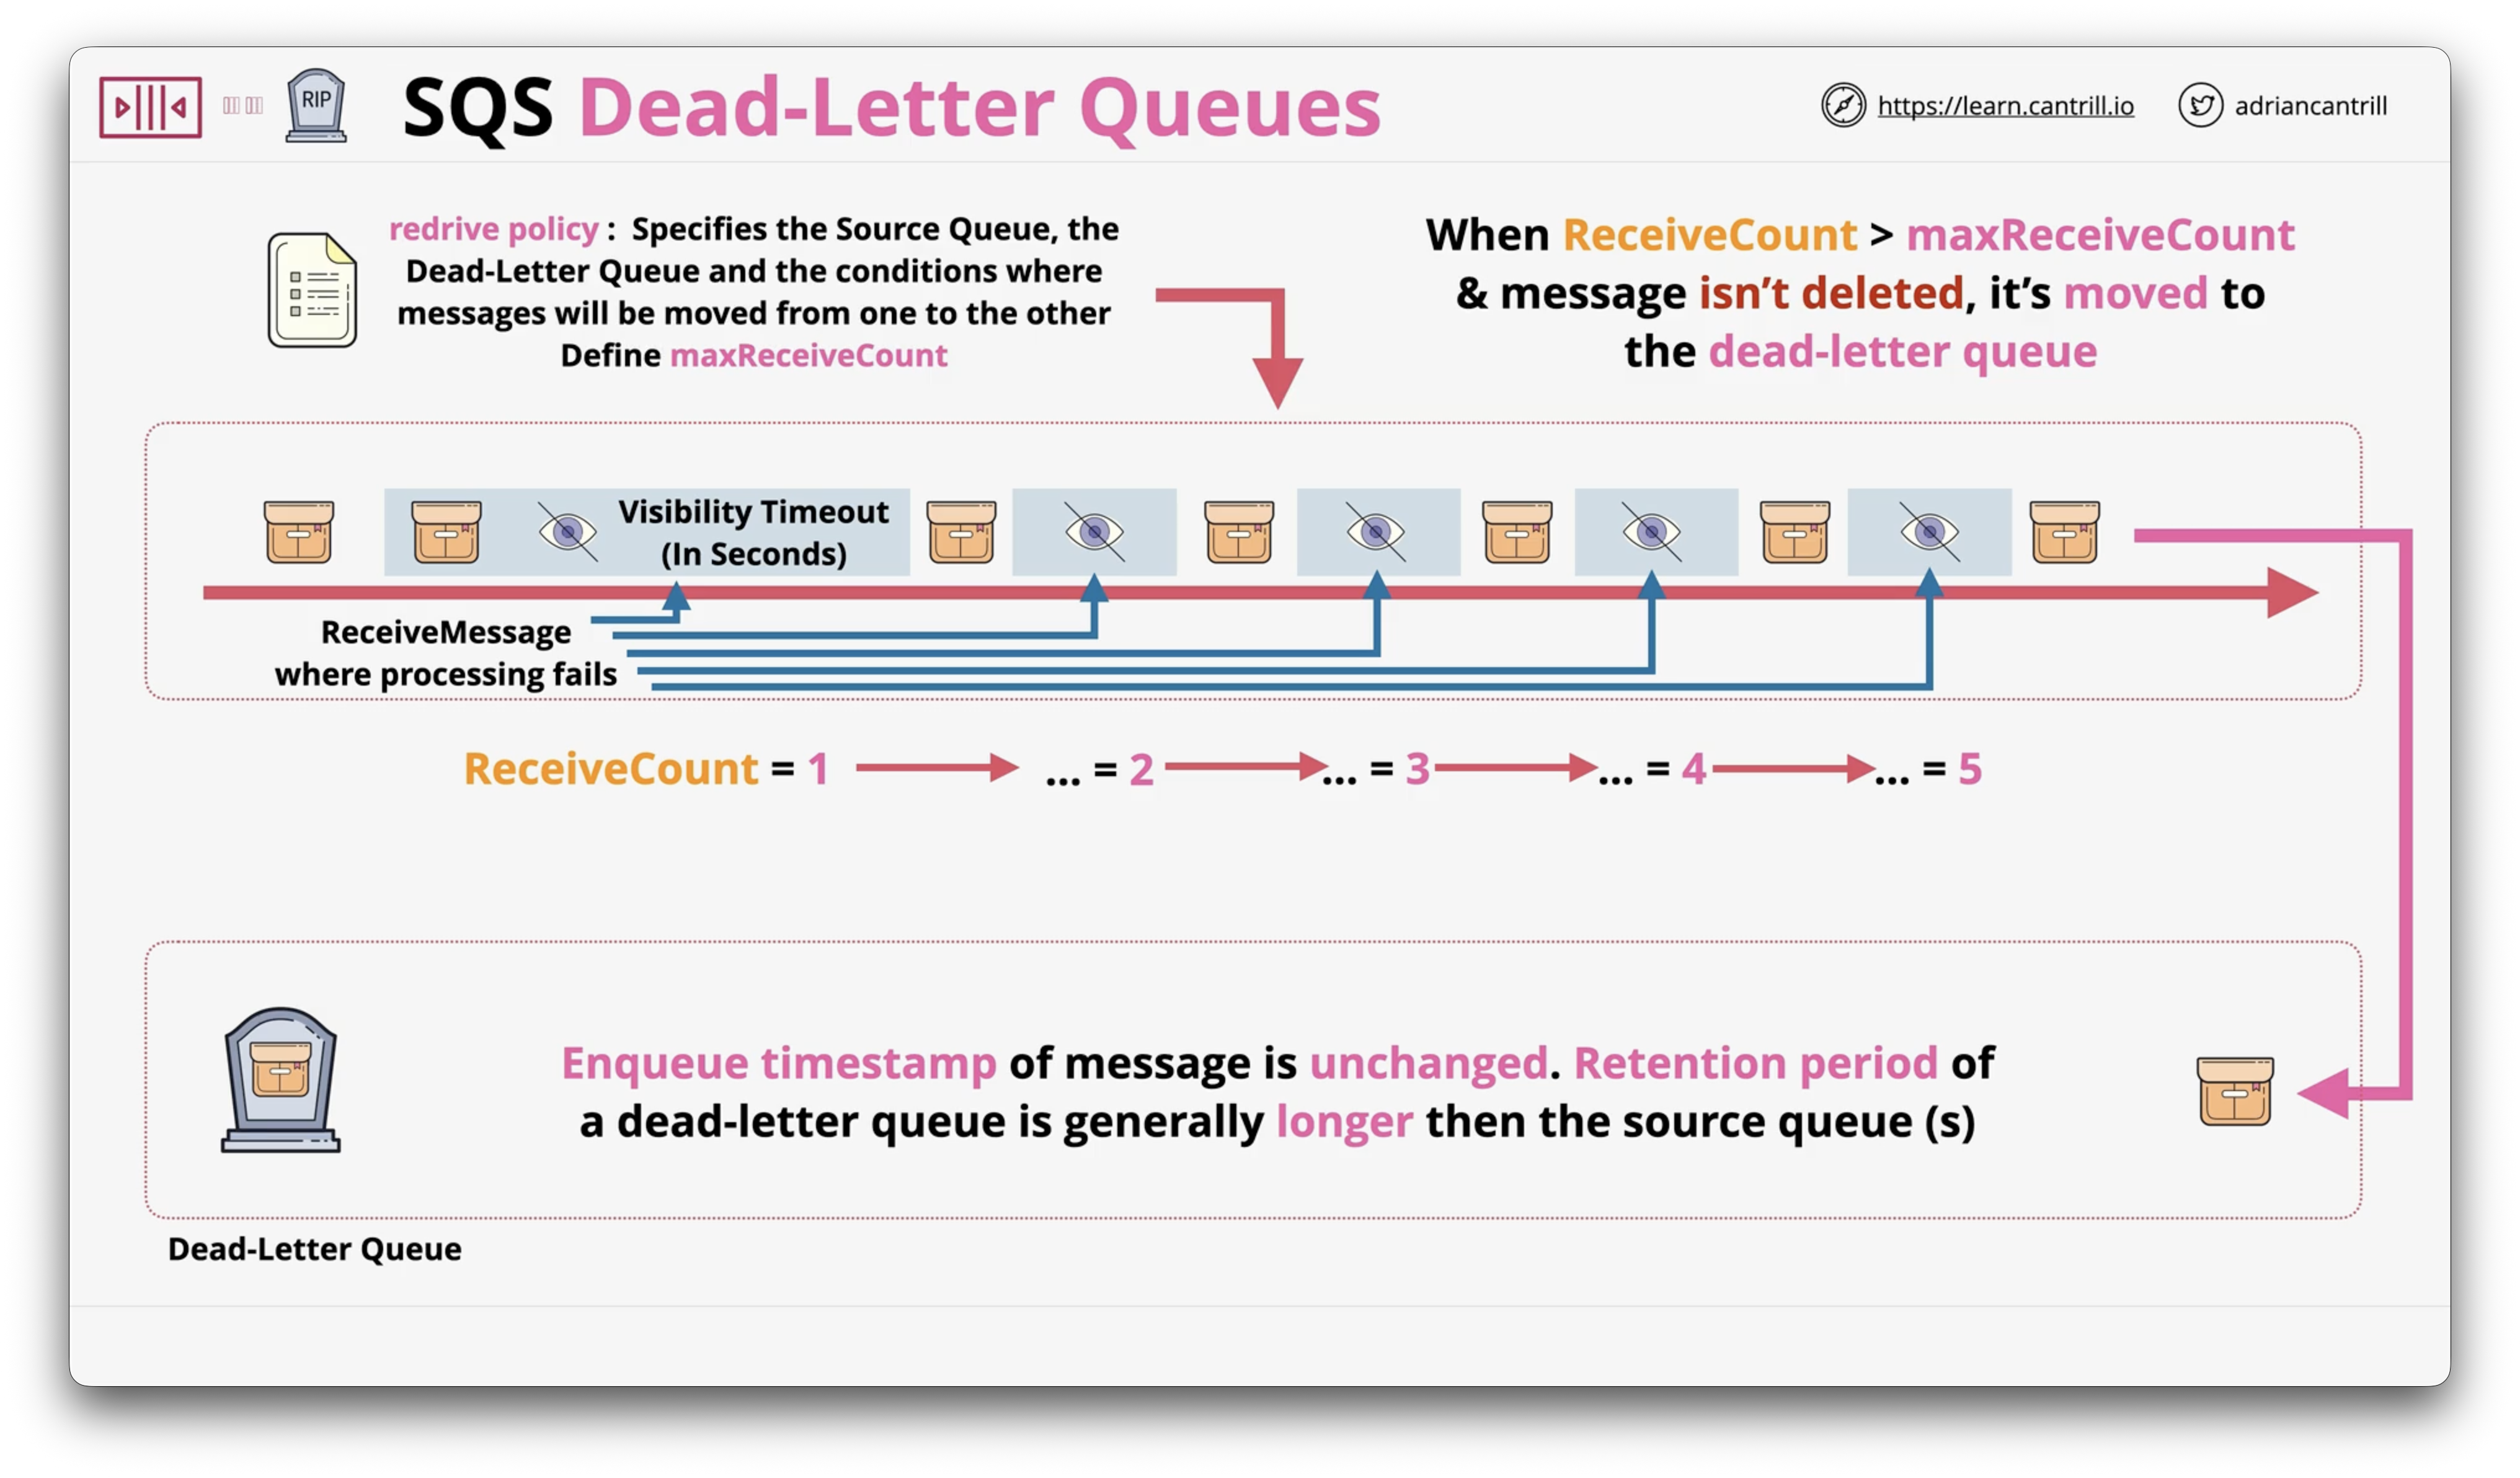 RIP
SQS Dead-Letter Queues
https://learn.cantrill.io
adriancantrill
redrive policy : Specifies the Source Queue, the
Dead-Letter Queue and the conditions where
messages will be moved from one to the other
Define maxReceiveCount
When ReceiveCount > maxReceiveCount
& message isn't deleted, it's moved to
the dead-letter queue
Visibility Timeout
(In Seconds)
ReceiveMessage
where processing fails
ReceiveCount = 1
... = 2
... = 3
... = 4
... = 5
Enqueue timestamp of message is unchanged. Retention period of
a dead-letter queue is generally longer then the source queue (s)
Dead-Letter Queue